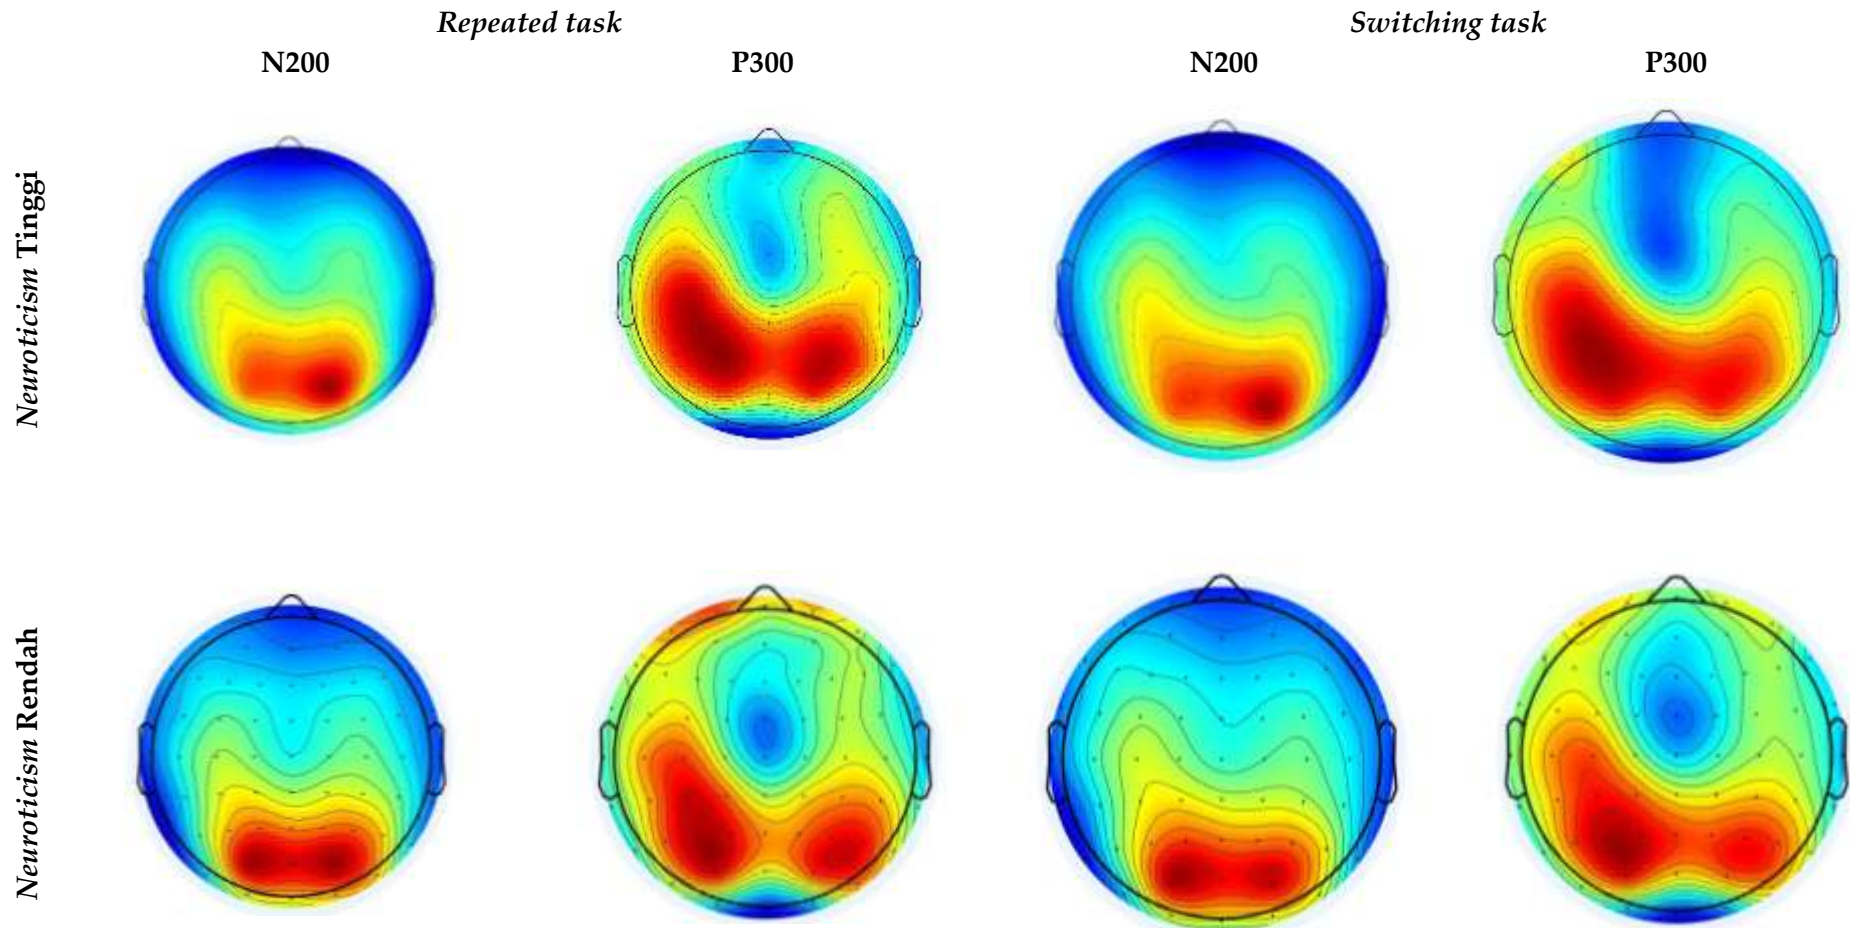 Repeated task
Switching task
N200
P300
N200
P300
Neuroticism Tinggi
Neuroticism Rendah